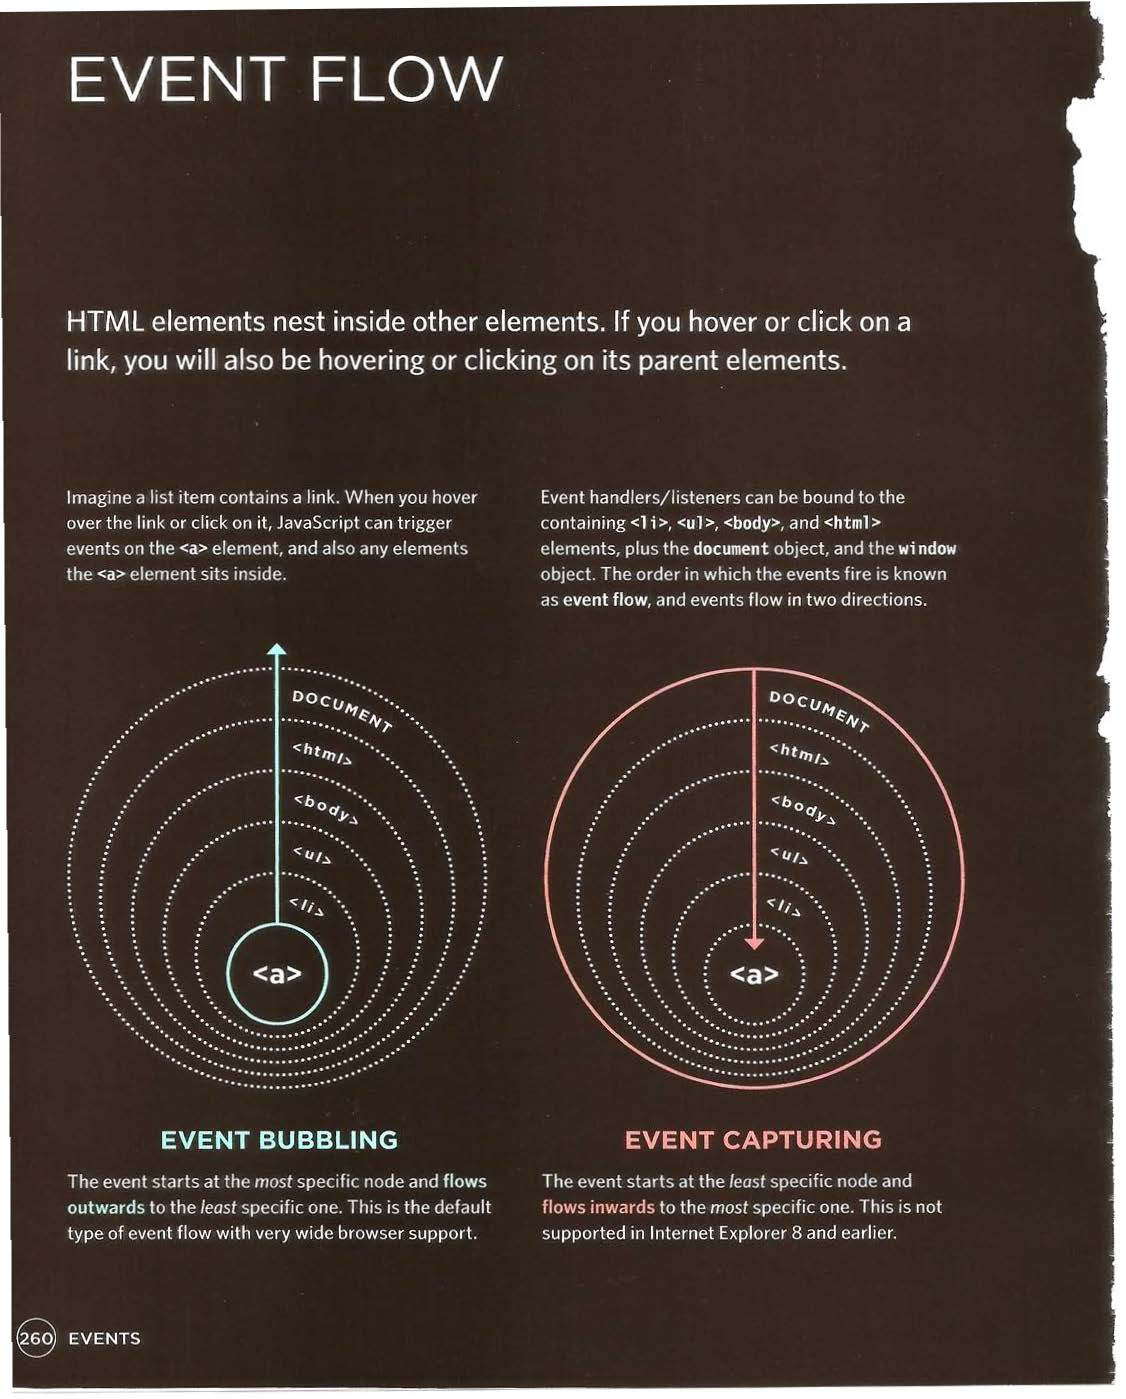 EVENT FLOW
HTML elements nest inside other elements. If you hover or click on a
link, you will also be hovering or clicking on its parent elements.
Imagine a list item contains a link. When you hover
over the link or click on it, JavaScript can trigger
events on the <a> element, and also any elements
the <a> element sits inside.
Event handlers/listeners can be bound to the
containing <li>, <ul>, <body>, and <html>
elements, plus the document object, and the window
object. The order in which the events fire is known
as event flow, and events flow in two directions.
DOCUMENT
<html>
<body>
<ul>
<li>
<a>
DOCUMENT
<html>
<body>
<ul>
<li>
<a>
EVENT BUBBLING
The event starts at the most specific node and flows
outwards to the least specific one. This is the default
type of event flow with very wide browser support.
EVENT CAPTURING
The event starts at the least specific node and
flows inwards to the most specific one. This is not
supported in Internet Explorer 8 and earlier.
260 EVENTS